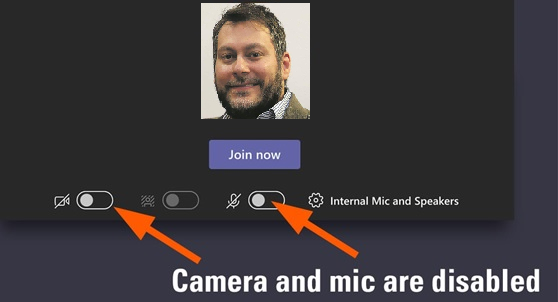 Join now
Internal Mic and Speakers
Camera and mic are disabled